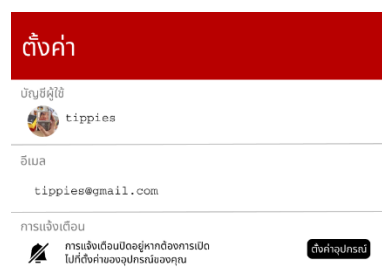 ตั้งค่า
บัญชีผู้ใช้
tippies
อีเมล
tippies@gmail.com
การแจ้งเตือน
การแจ้งเตือนปิดอยู่หากต้องการเปิด
ไปที่ตั้งค่าของอุปกรณ์ของคุณ
ตั้งค่าอุปกรณ์